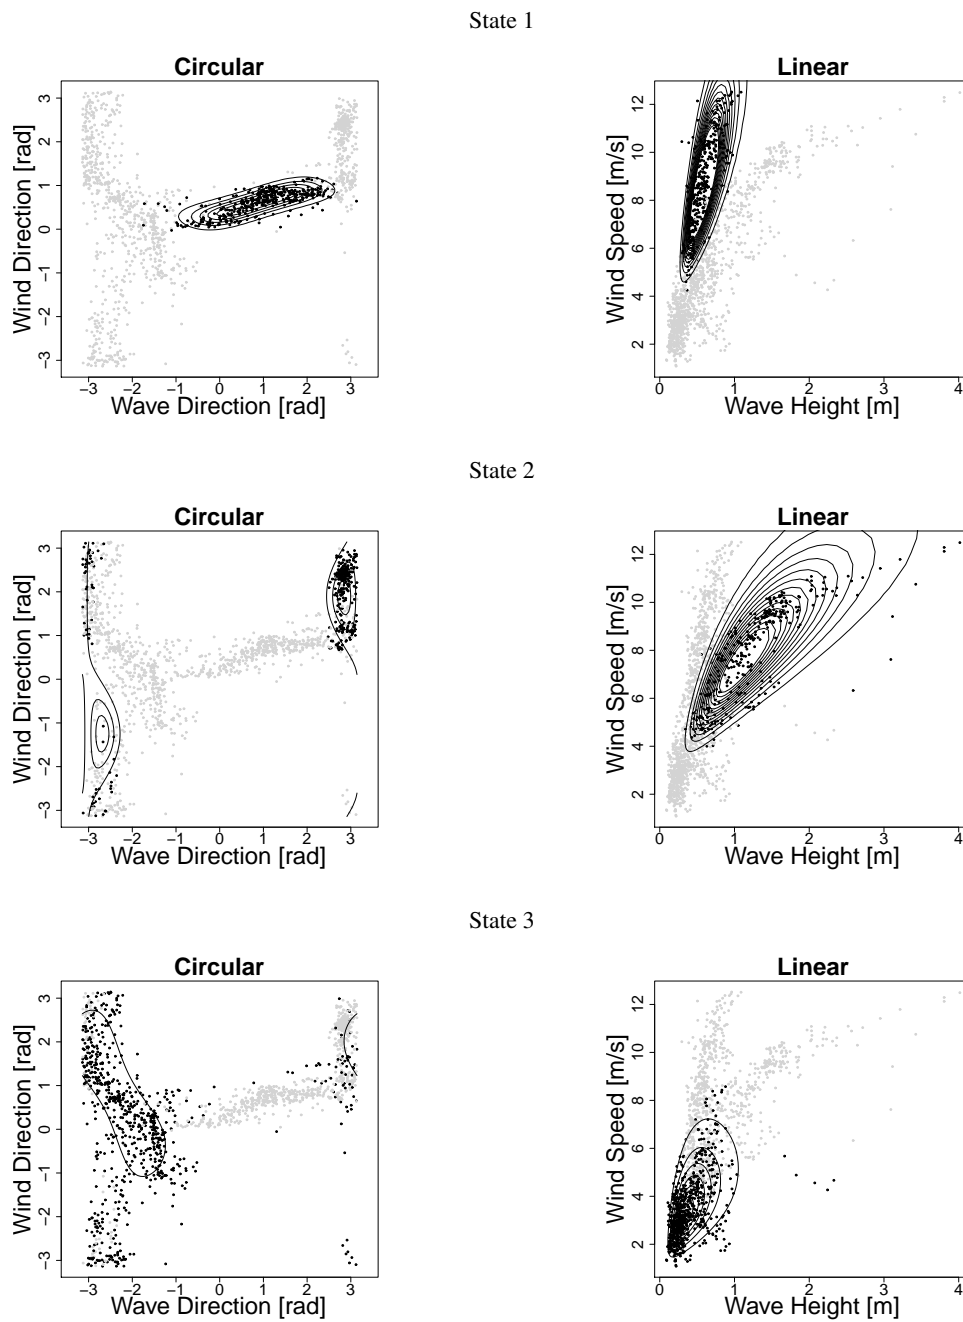 State 1
Circular
Linear
Wind Direction [rad]
3
2
1
0
−1
−2
−3
−3 −2 −1 0 1 2 3
Wave Direction [rad]
Wind Speed [m/s]
12
10
8
6
4
2
0 1 2 3 4
Wave Height [m]
State 2
Circular
Linear
Wind Direction [rad]
3
2
1
0
−1
−2
−3
−3 −2 −1 0 1 2 3
Wave Direction [rad]
Wind Speed [m/s]
12
10
8
6
4
2
0 1 2 3 4
Wave Height [m]
State 3
Circular
Linear
Wind Direction [rad]
3
2
1
0
−1
−2
−3
−3 −2 −1 0 1 2 3
Wave Direction [rad]
Wind Speed [m/s]
12
10
8
6
4
2
0 1 2 3 4
Wave Height [m]